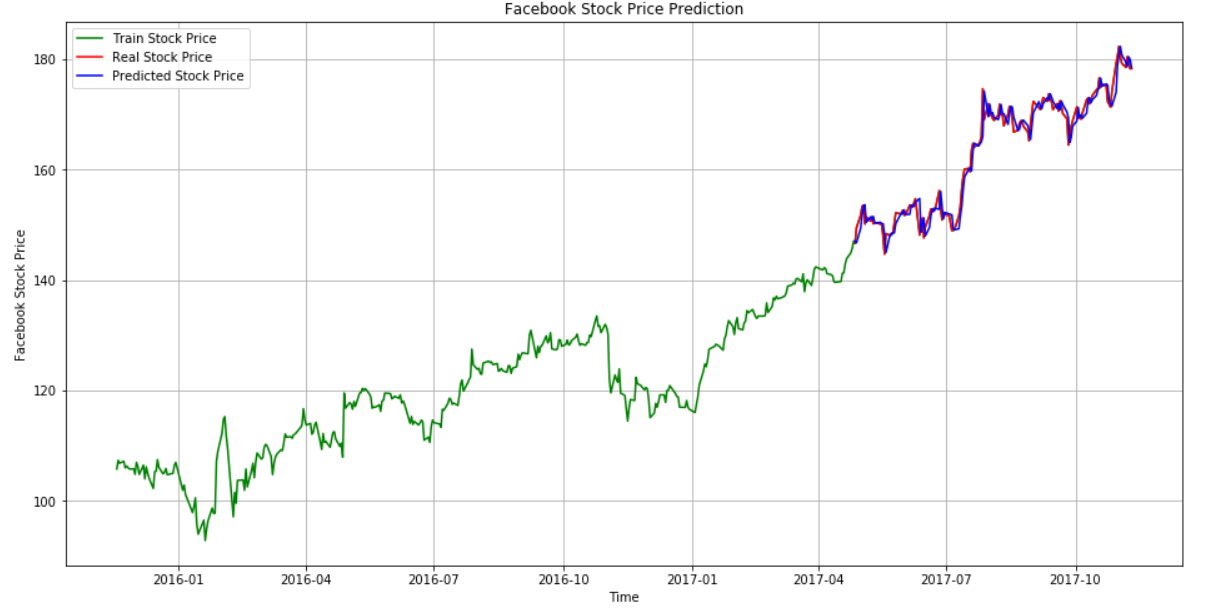 Facebook Stock Price Prediction
Train Stock Price
Real Stock Price
Predicted Stock Price
Facebook Stock Price
180
160
140
120
100
2016-01 2016-04 2016-07 2016-10 2017-01 2017-04 2017-07 2017-10
Time